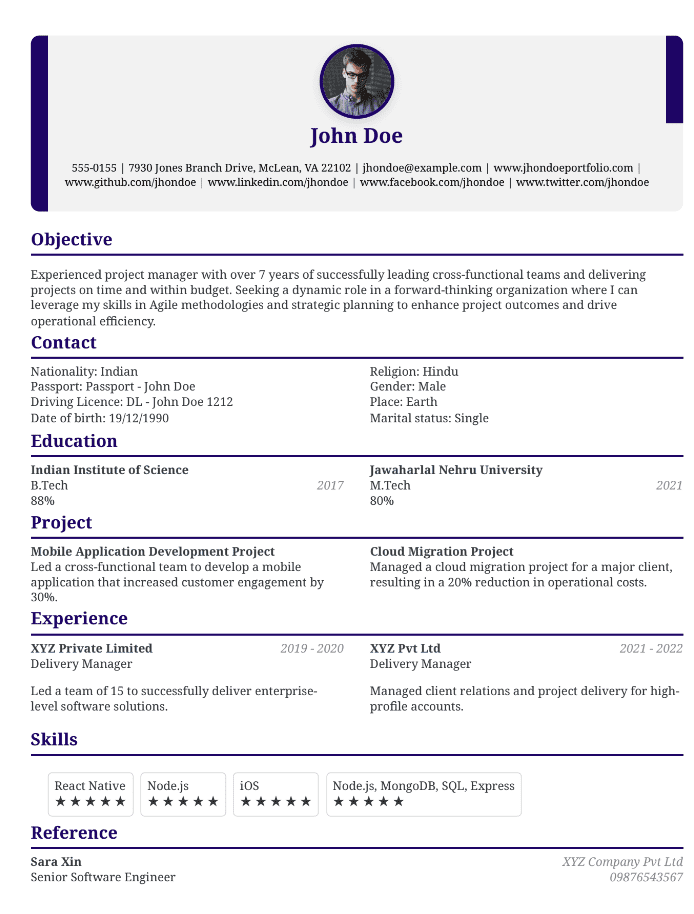 John Doe
555-0155 | 7930 Jones Branch Drive, McLean, VA 22102 | jhondoe@example.com | www.jhondoeportfolio.com |
www.github.com/jhondoe | www.linkedin.com/jhondoe | www.facebook.com/jhondoe | www.twitter.com/jhondoe
Objective
Experienced project manager with over 7 years of successfully leading cross-functional teams and delivering
projects on time and within budget. Seeking a dynamic role in a forward-thinking organization where I can
leverage my skills in Agile methodologies and strategic planning to enhance project outcomes and drive
operational efficiency.
Contact
Nationality: Indian
Passport: Passport - John Doe
Driving Licence: DL - John Doe 1212
Date of birth: 19/12/1990
Religion: Hindu
Gender: Male
Place: Earth
Marital status: Single
Education
Indian Institute of Science
B.Tech 2017
88%
Jawaharlal Nehru University
M.Tech 2021
80%
Project
Mobile Application Development Project
Led a cross-functional team to develop a mobile
application that increased customer engagement by
30%.
Cloud Migration Project
Managed a cloud migration project for a major client,
resulting in a 20% reduction in operational costs.
Experience
XYZ Private Limited 2019 - 2020
Delivery Manager
Led a team of 15 to successfully deliver enterprise-
level software solutions.
XYZ Pvt Ltd 2021 - 2022
Delivery Manager
Managed client relations and project delivery for high-
profile accounts.
Skills
React Native
★★★★★
Node.js
★★★★★
iOS
★★★★★
Node.js, MongoDB, SQL, Express
★★★★★
Reference
Sara Xin XYZ Company Pvt Ltd
Senior Software Engineer 09876543567